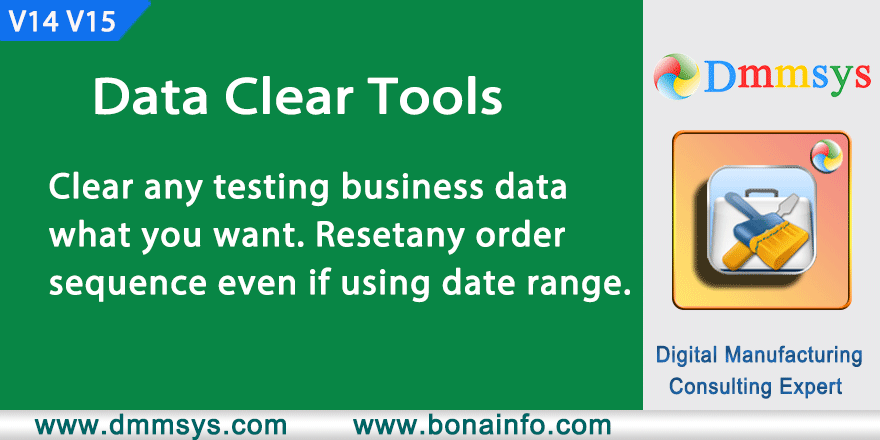 V14 V15
Data Clear Tools
Clear any testing business data
what you want. Resetany order
sequence even if using date range.
Dmmsys
Digital Manufacturing
Consulting Expert
www.dmmsys.com
www.bonainfo.com